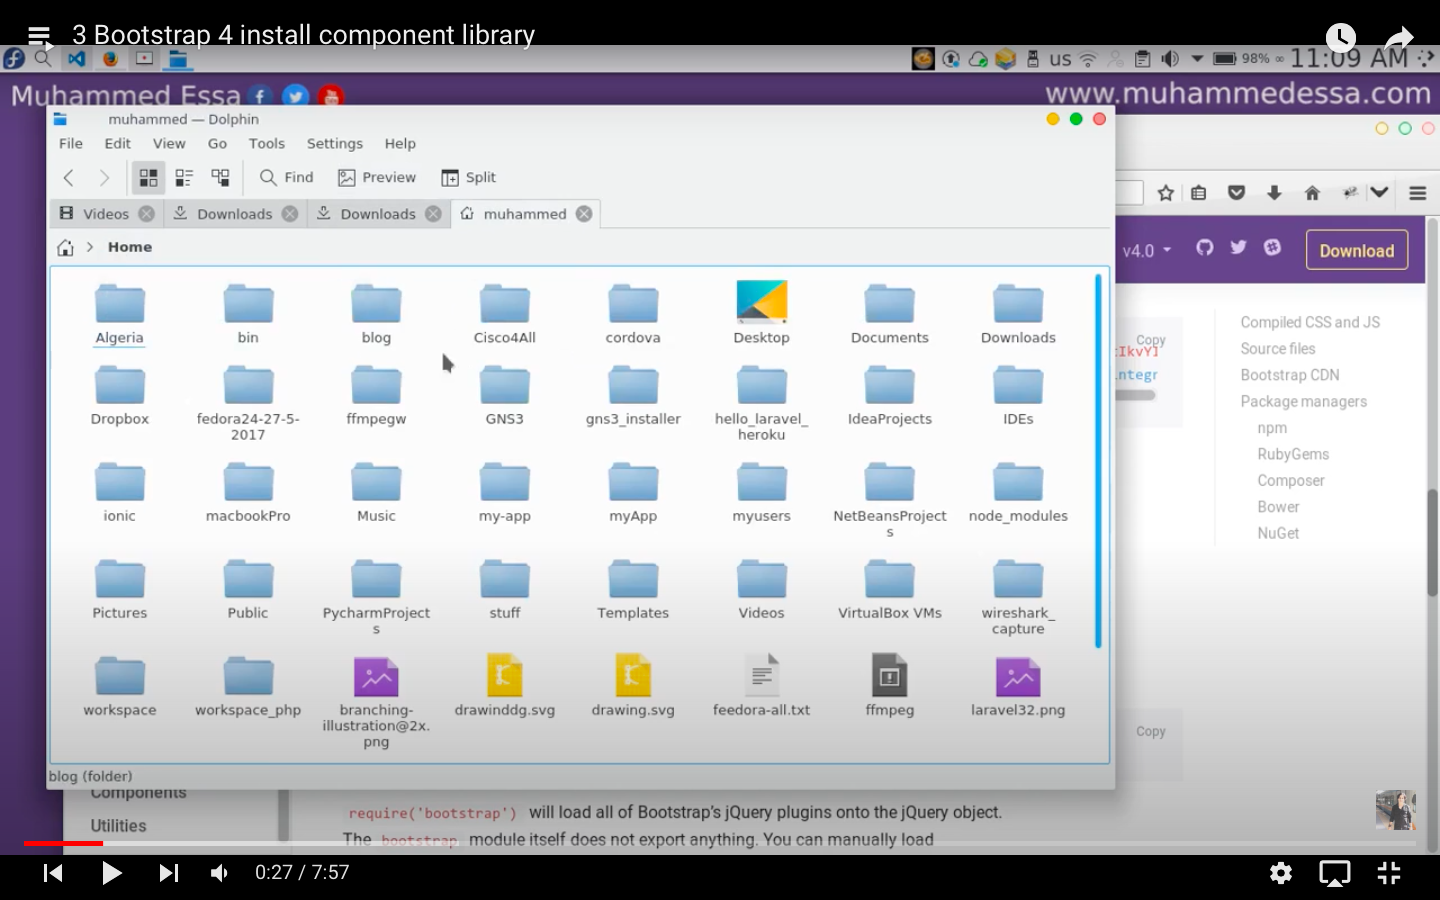 3 Bootstrap 4 install component library
us 98% 11:09 AM
Muhammed Essa
www.muhammedessa.com
muhammed — Dolphin
File Edit View Go Tools Settings Help
Find Preview Split
Videos Downloads Downloads muhammed
Home
v4.0 Download
Algeria bin blog Cisco4All cordova Desktop Documents Downloads
Dropbox fedora24-27-5-
2017 ffmpegw GNS3 gns3_installer hello_laravel_
heroku IdeaProjects IDEs
ionic macbookPro Music my-app myApp myusers NetBeansProject
s node_modules
Pictures Public PycharmProject
s stuff Templates Videos VirtualBox VMs wireshark_
capture
workspace workspace_php branching-
illustration@2x.
png drawinddg.svg drawing.svg feedora-all.txt ffmpeg laravel32.png
blog (folder)
Copy
IkvY
ntegr
Compiled CSS and JS
Source files
Bootstrap CDN
Package managers
npm
RubyGems
Composer
Bower
NuGet
Copy
Components
Utilities
require('bootstrap') will load all of Bootstrap's jQuery plugins onto the jQuery object.
The bootstrap module itself does not export anything. You can manually load
0:27 / 7:57